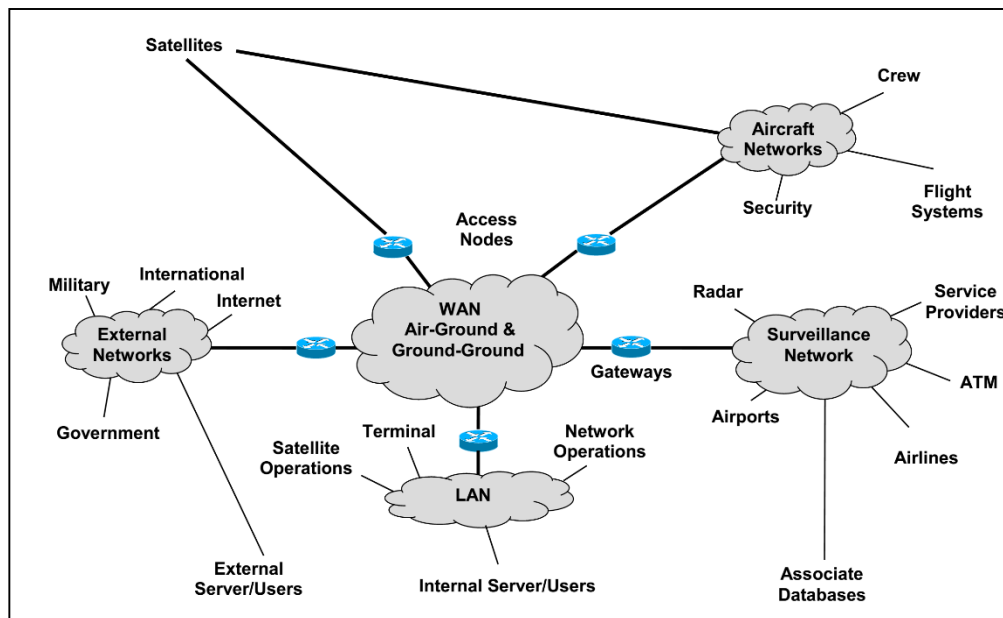 Satellites
Crew
Aircraft
Networks
Flight
Systems
Security
Access
Nodes
International
Military
Internet
External
Networks
WAN
Air-Ground &
Ground-Ground
Radar
Service
Providers
Surveillance
Network
Gateways
ATM
Airports
Government
Terminal
Network
Operations
Satellite
Operations
Airlines
LAN
External
Server/Users
Internal Server/Users
Associate
Databases